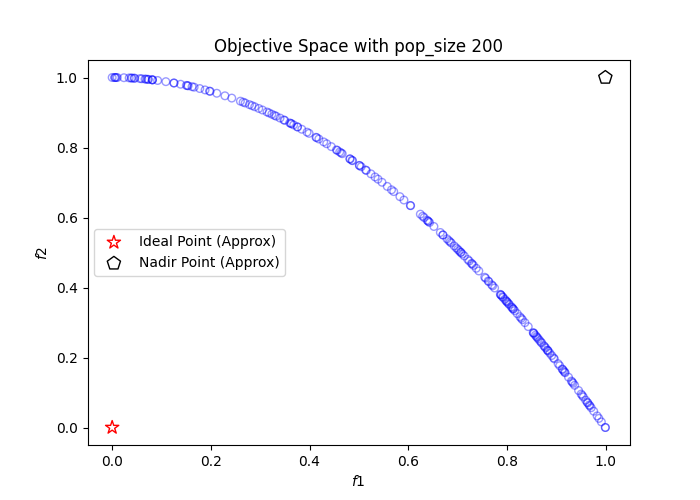 Objective Space with pop_size 200
1.0
0.8
0.6
0.4
0.2
0.0
f2
Ideal Point (Approx)
Nadir Point (Approx)
0.0 0.2 0.4 0.6 0.8 1.0
f1